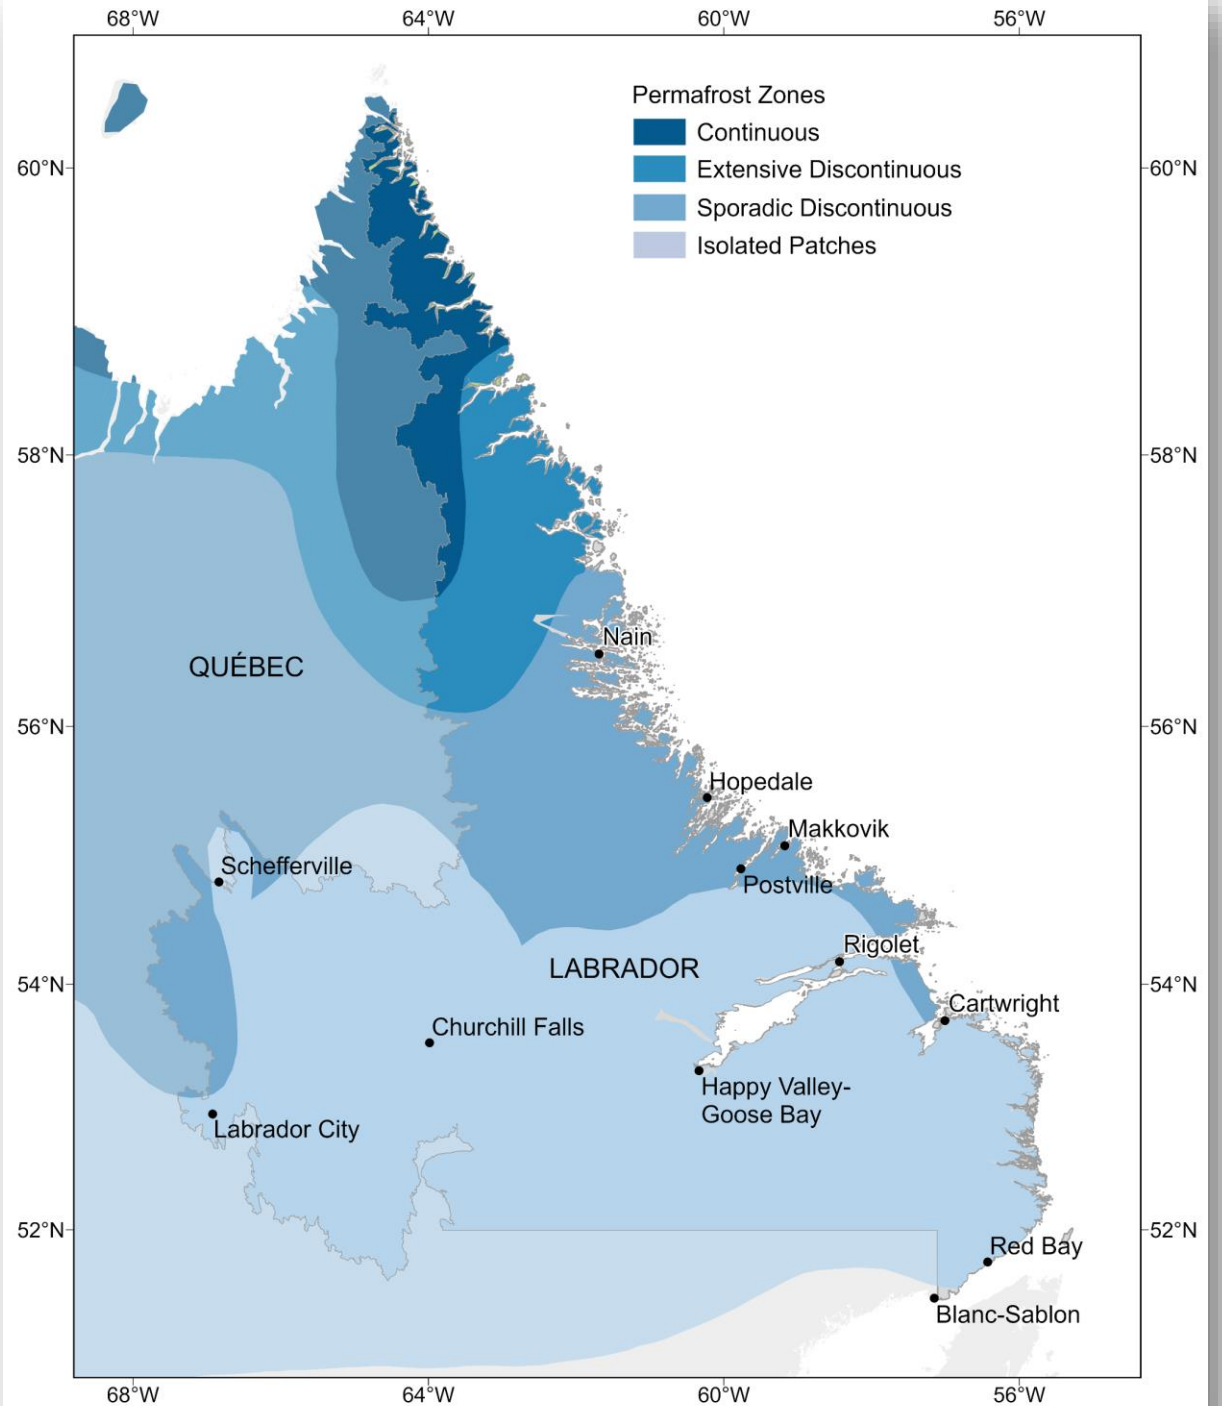 68°W
64°W
60°W
56°W
Permafrost Zones
Continuous
Extensive Discontinuous
Sporadic Discontinuous
Isolated Patches
60°N
60°N
58°N
58°N
Nain
QUÉBEC
56°N
56°N
Hopedale
Makkovik
Schefferville
Postville
Rigolet
LABRADOR
54°N
54°N
Cartwright
Churchill Falls
Happy Valley-
Goose Bay
Labrador City
52°N
52°N
Red Bay
Blanc-Sablon
68°W
64°W
60°W
56°W